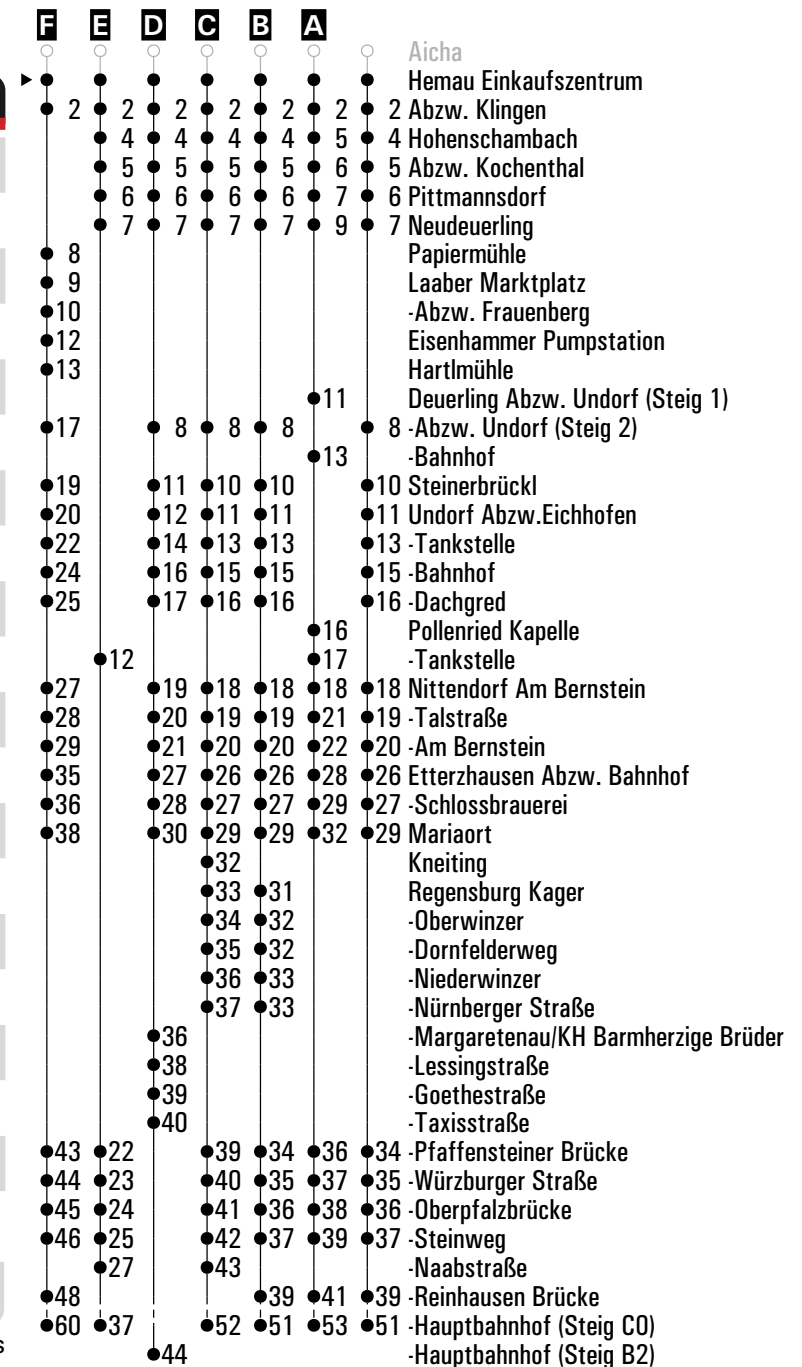 F E D C B A
Aicha
Hemau Einkaufszentrum
2 2 2 2 2 2 2 Abzw. Klingen
4 4 4 4 5 4 Hohenschambach
5 5 5 5 6 5 Abzw. Kochenthal
6 6 6 6 7 6 Pittmannsdorf
7 7 7 7 9 7 Neudeuerling
8 Papiermühle
9 Laaber Marktplatz
10 -Abzw. Frauenberg
12 Eisenhammer Pumpstation
13 Hartlmühle
11 Deuerling Abzw. Undorf (Steig 1)
17 8 8 8 8 -Abzw. Undorf (Steig 2)
13 -Bahnhof
19 11 10 10 10 Steinerbrückl
20 12 11 11 11 Undorf Abzw.Eichhofen
22 14 13 13 13 -Tankstelle
24 16 15 15 15 -Bahnhof
25 17 16 16 16 -Dachgred
16 Pollenried Kapelle
12 17 -Tankstelle
27 19 18 18 18 18 Nittendorf Am Bernstein
28 20 19 19 21 19 -Talstraße
29 21 20 20 22 20 -Am Bernstein
35 27 26 26 28 26 Etterzhausen Abzw. Bahnhof
36 28 27 27 29 27 -Schlossbrauerei
38 30 29 29 32 29 Mariaort
32 Kneiting
33 31 Regensburg Kager
34 32 -Oberwinzer
35 32 -Dornfelderweg
36 33 -Niederwinzer
37 33 -Nürnberger Straße
36 -Margaretenau/KH Barmherzige Brüder
38 -Lessingstraße
39 -Goethestraße
40 -Taxisstraße
43 22 39 34 36 34 -Pfaffensteiner Brücke
44 23 40 35 37 35 -Würzburger Straße
45 24 41 36 38 36 -Oberpfalzbrücke
46 25 42 37 39 37 -Steinweg
27 43 -Naabstraße
48 39 41 39 -Reinhausen Brücke
60 37 52 51 53 51 -Hauptbahnhof (Steig C0)
s
44 -Hauptbahnhof (Steig B2)